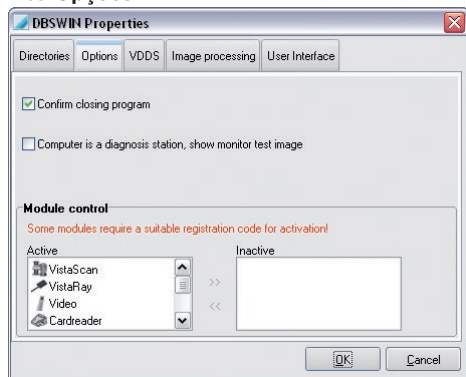 DBSWIN Properties
Directories
Options
VDDS
Image processing
User Interface
Confirm closing program
Computer is a diagnosis station, show monitor test image
Module control
Some modules require a suitable registration code for activation!
Active
Inactive
VistaScan
VistaRay
Video
Cardreader
>>
<<
OK
Cancel